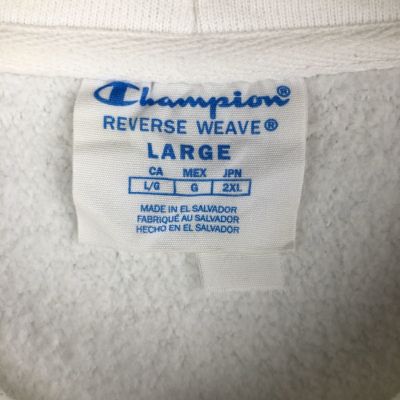 Champion®
REVERSE WEAVE®
LARGE
CA MEX JPN
L/G G 2XL
MADE IN EL SALVADOR
FABRIQUÉ AU SALVADOR
HECHO EN EL SALVADOR